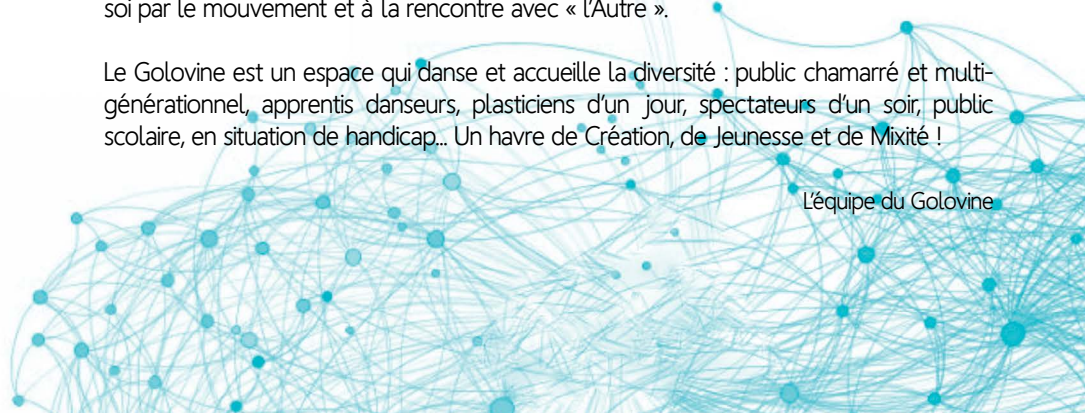 soi par le mouvement et à la rencontre avec « l'Autre ».
Le Golovine est un espace qui danse et accueille la diversité : public chamarré et multi-
générationnel, apprentis danseurs, plasticiens d'un jour, spectateurs d'un soir, public
scolaire, en situation de handicap... Un havre de Création, de Jeunesse et de Mixité !
L'équipe du Golovine